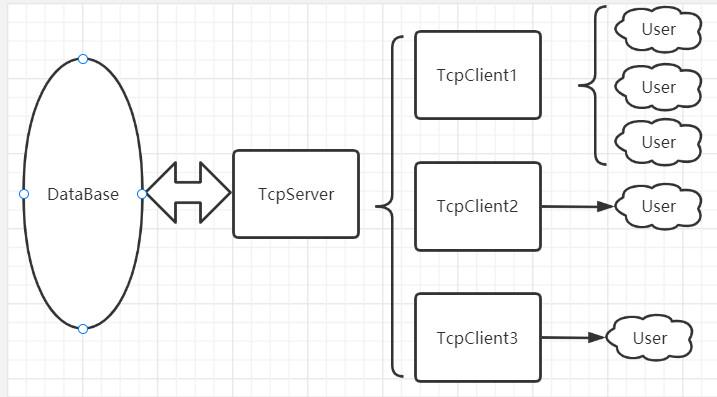 DataBase
TcpServer
TcpClient1
User
User
User
TcpClient2
User
TcpClient3
User